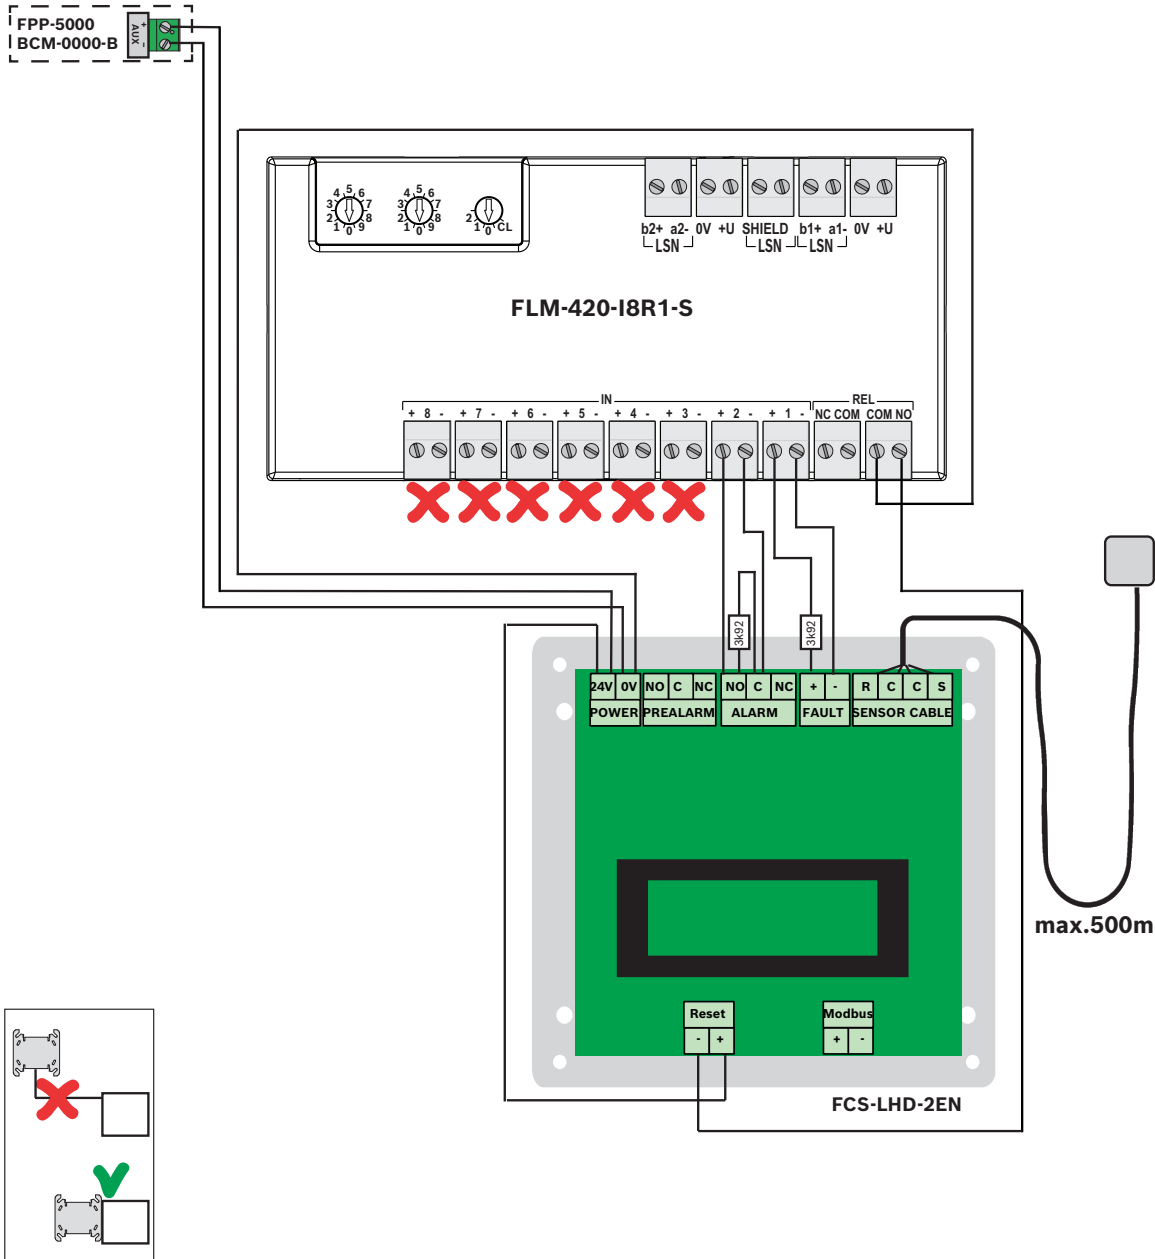 FPP-5000
BCM-0000-B
+ AUX -
4 5 6
3 7
2 8
1 0 9
4 5 6
3 7
2 8
1 0 9
2 1 0 CL
b2+ a2- 0V +U SHIELD b1+ a1- 0V +U
LSN LSN LSN
FLM-420-I8R1-S
IN REL
+ 8 - + 7 - + 6 - + 5 - + 4 - + 3 - + 2 - + 1 - NC COM COM NO
3k92 3k92
24V 0V NO C NC NO C NC + - R C C S
POWER PREALARM ALARM FAULT SENSOR CABLE
max.500m
Reset Modbus
- + + -
FCS-LHD-2EN